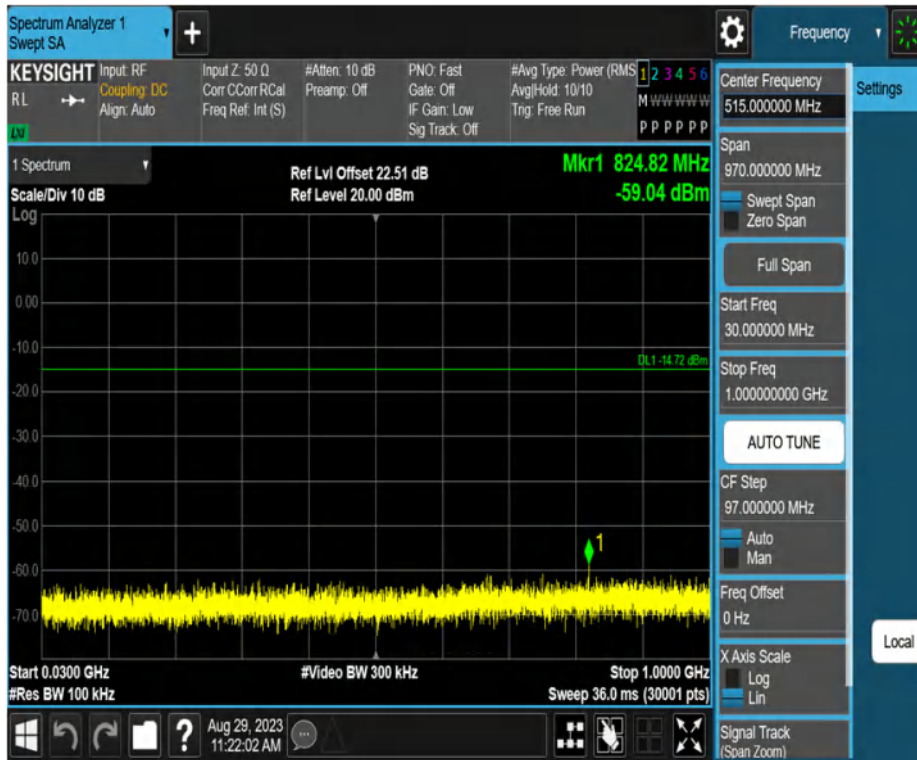 Spectrum Analyzer 1
Swept SA
+
Frequency
KEYSIGHT
RL
LXI
Input: RF
Coupling: DC
Align: Auto
Input Z: 50 Ω
Corr CCorr RCal
Freq Ref: Int (S)
#Atten: 10 dB
Preamp: Off
PNO: Fast
Gate: Off
IF Gain: Low
Sig Track: Off
#Avg Type: Power (RMS
Avg|Hold: 10/10
Trig: Free Run
1 2 3 4 5 6
M W W W W W
P P P P P P
1 Spectrum
Scale/Div 10 dB
Ref Lvl Offset 22.51 dB
Ref Level 20.00 dBm
Mkr1 824.82 MHz
-59.04 dBm
Log
10.0
0.00
-10.0
DL1 -14.72 dBm
-20.0
-30.0
-40.0
-50.0
1
-60.0
-70.0
Start 0.0300 GHz
#Video BW 300 kHz
Stop 1.0000 GHz
#Res BW 100 kHz
Sweep 36.0 ms (30001 pts)
?
Aug 29, 2023
11:22:02 AM
Center Frequency
515.000000 MHz
Settings
Span
970.000000 MHz
Swept Span
Zero Span
Full Span
Start Freq
30.000000 MHz
Stop Freq
1.000000000 GHz
AUTO TUNE
CF Step
97.000000 MHz
Auto
Man
Freq Offset
0 Hz
Local
X Axis Scale
Log
Lin
Signal Track
(Span Zoom)